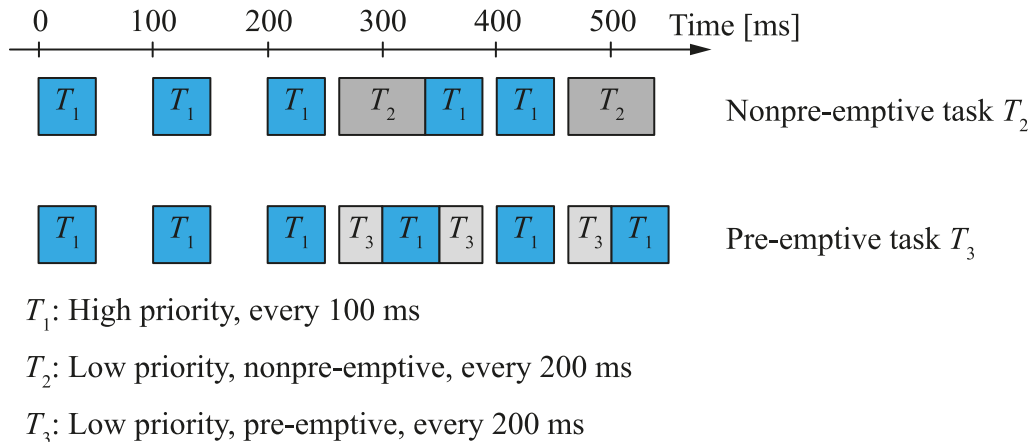 0 100 200 300 400 500 Time [ms]
T₁ T₁ T₁ T₂ T₁ T₁ T₂ Nonpre-emptive task T₂
T₁ T₁ T₁ T₃ T₁ T₃ T₁ T₃ T₁ Pre-emptive task T₃
T₁: High priority, every 100 ms
T₂: Low priority, nonpre-emptive, every 200 ms
T₃: Low priority, pre-emptive, every 200 ms